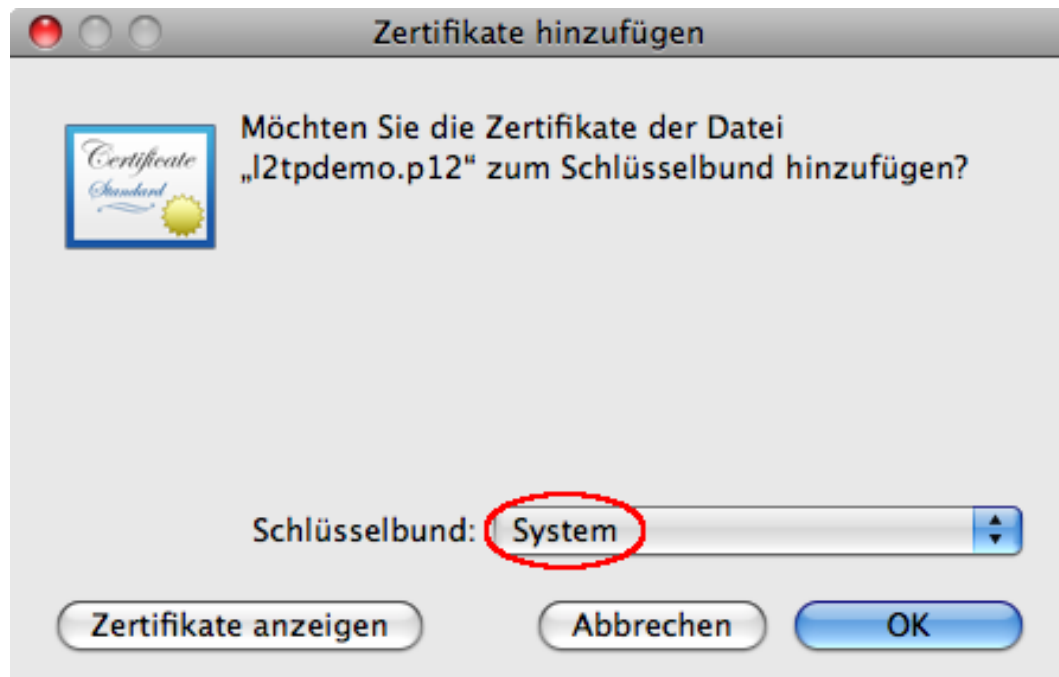 Zertifikate hinzufügen
Certificate
Standard
Möchten Sie die Zertifikate der Datei
„l2tpdemo.p12“ zum Schlüsselbund hinzufügen?
Schlüsselbund: System
Zertifikate anzeigen Abbrechen OK